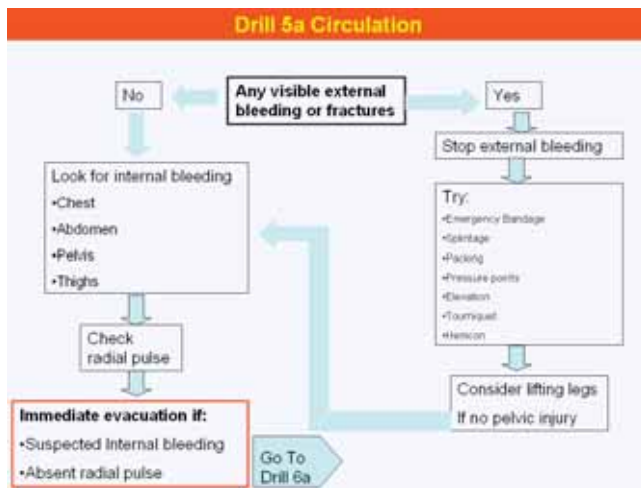 Drill 5a Circulation
No
Any visible external
bleeding or fractures
Yes
Stop external bleeding
Look for internal bleeding
•Chest
•Abdomen
•Pelvis
•Thighs
Try:
•Emergency Bandage
•Splintage
•Packing
•Pressure points
•Elevation
•Tourniquet
•Hemcon
Check
radial pulse
Consider lifting legs
If no pelvic injury
Immediate evacuation if:
•Suspected Internal bleeding
•Absent radial pulse
Go To
Drill 6a